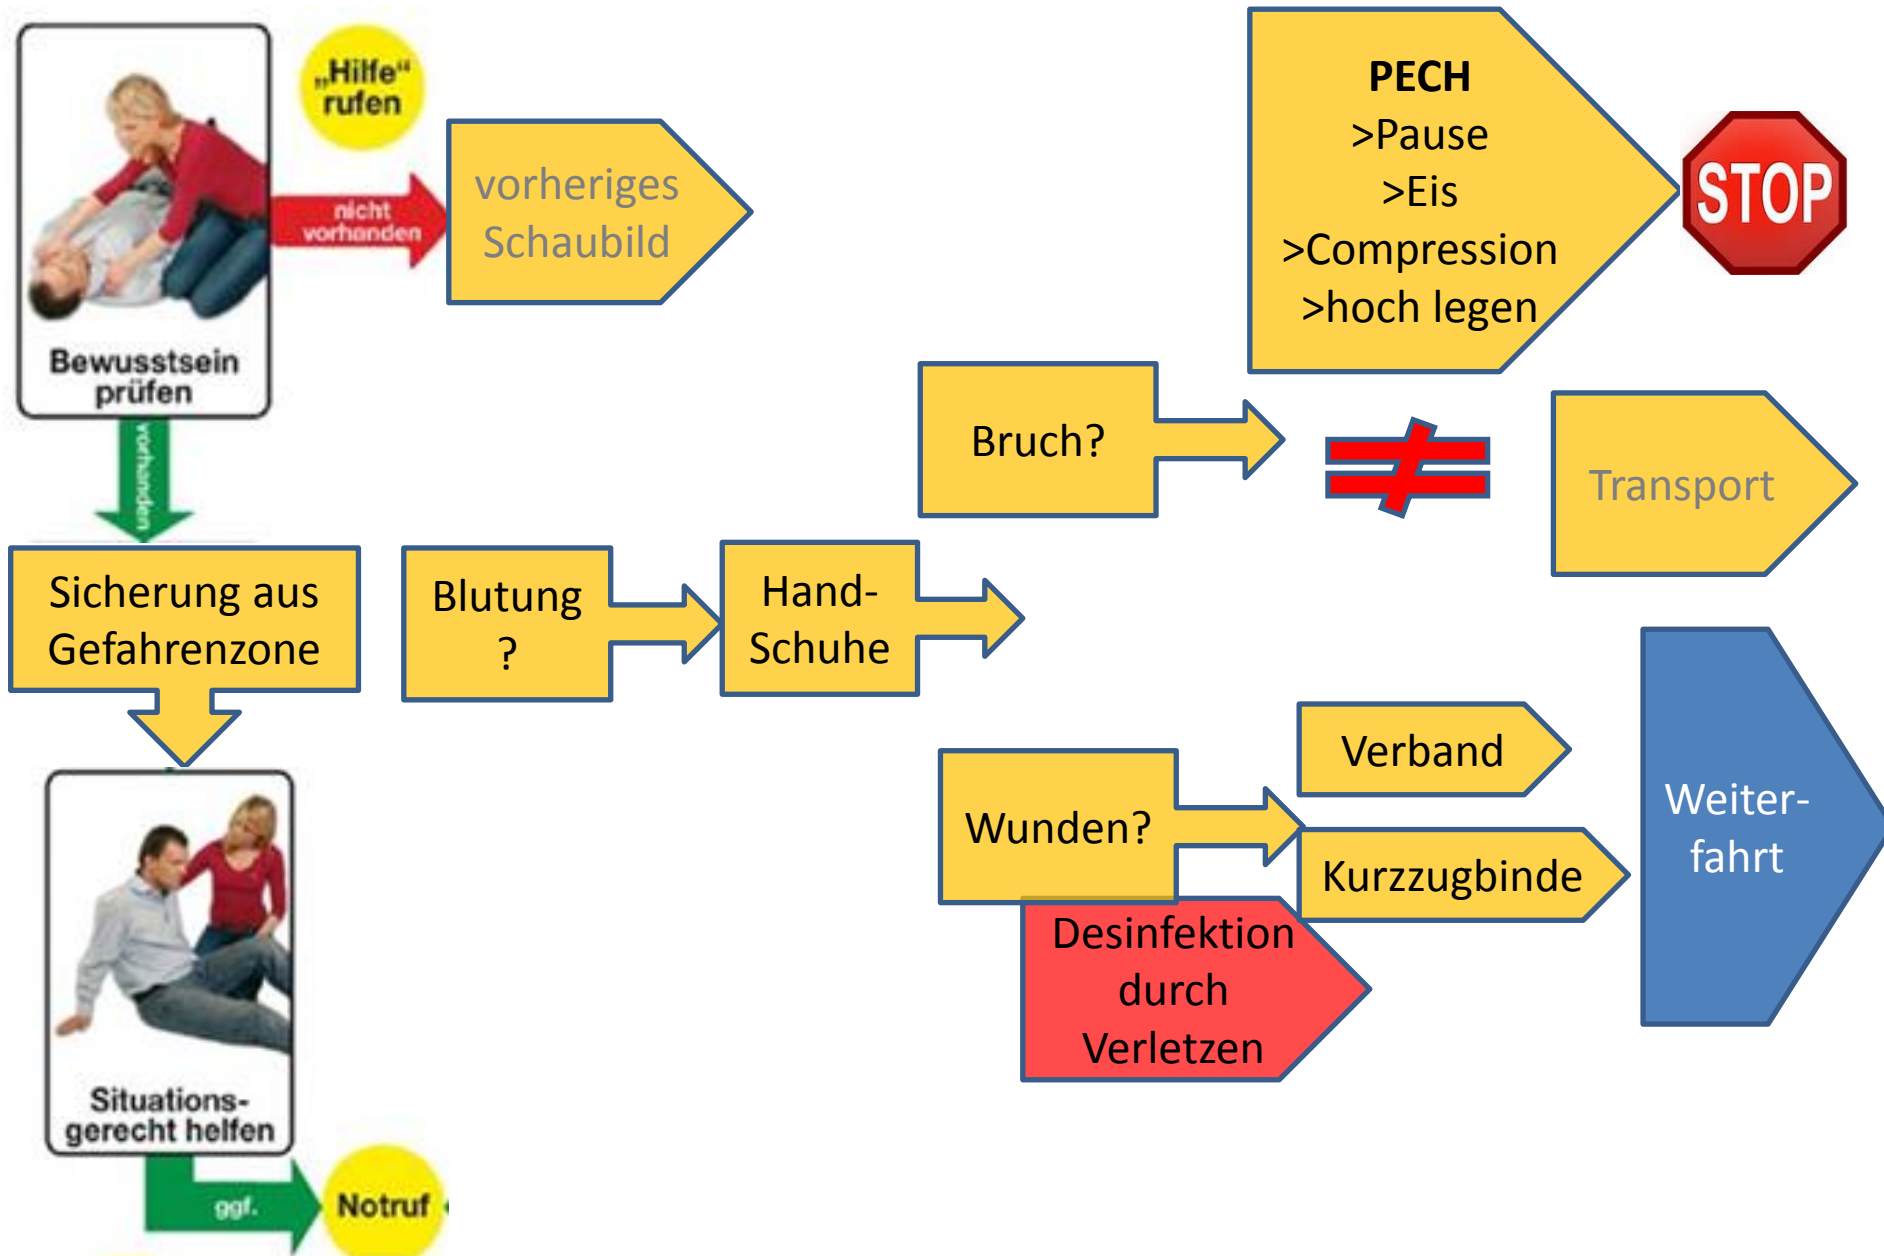 „Hilfe“
rufen
nicht
vorhanden
vorheriges
Schaubild
Bewusstsein
prüfen
vorhanden
PECH
>Pause
>Eis
>Compression
>hoch legen
STOP
Bruch?
Transport
Sicherung aus
Gefahrenzone
Blutung
?
Hand-
Schuhe
Wunden?
Verband
Kurzzugbinde
Desinfektion
durch
Verletzen
Weiter-
fahrt
Situations-
gerecht helfen
ggf.
Notruf